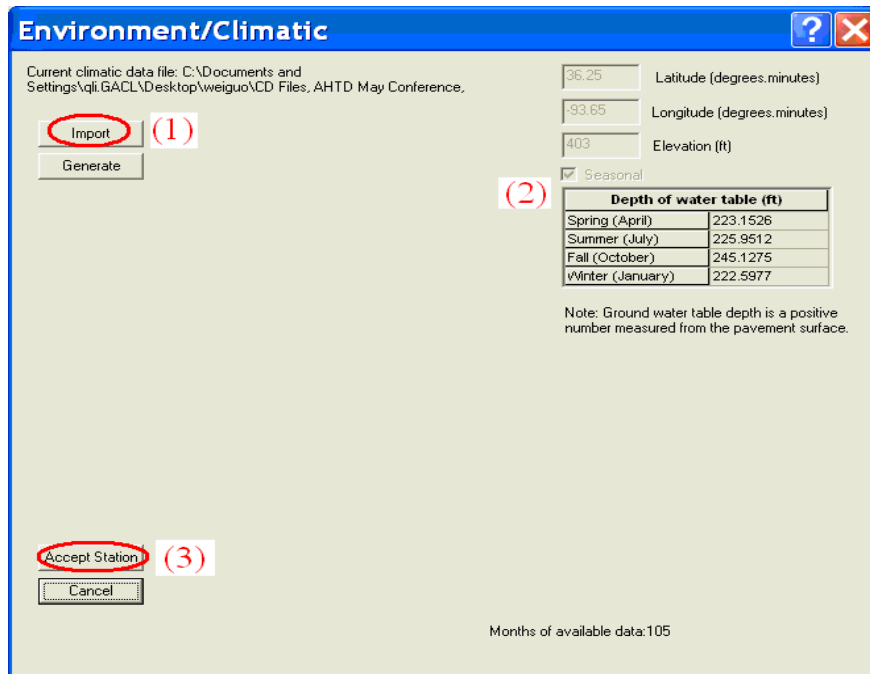 Environment/Climatic
Current climatic data file: C:\Documents and
Settings\qli.GACL\Desktop\weiguo\CD Files, AHTD May Conference,
Import (1)
Generate
36.25 Latitude (degrees.minutes)
-93.65 Longitude (degrees.minutes)
403 Elevation (ft)
Seasonal
(2)
Depth of water table (ft)
Spring (April) 223.1526
Summer (July) 225.9512
Fall (October) 245.1275
Winter (January) 222.5977
Note: Ground water table depth is a positive
number measured from the pavement surface.
Accept Station (3)
Cancel
Months of available data:105